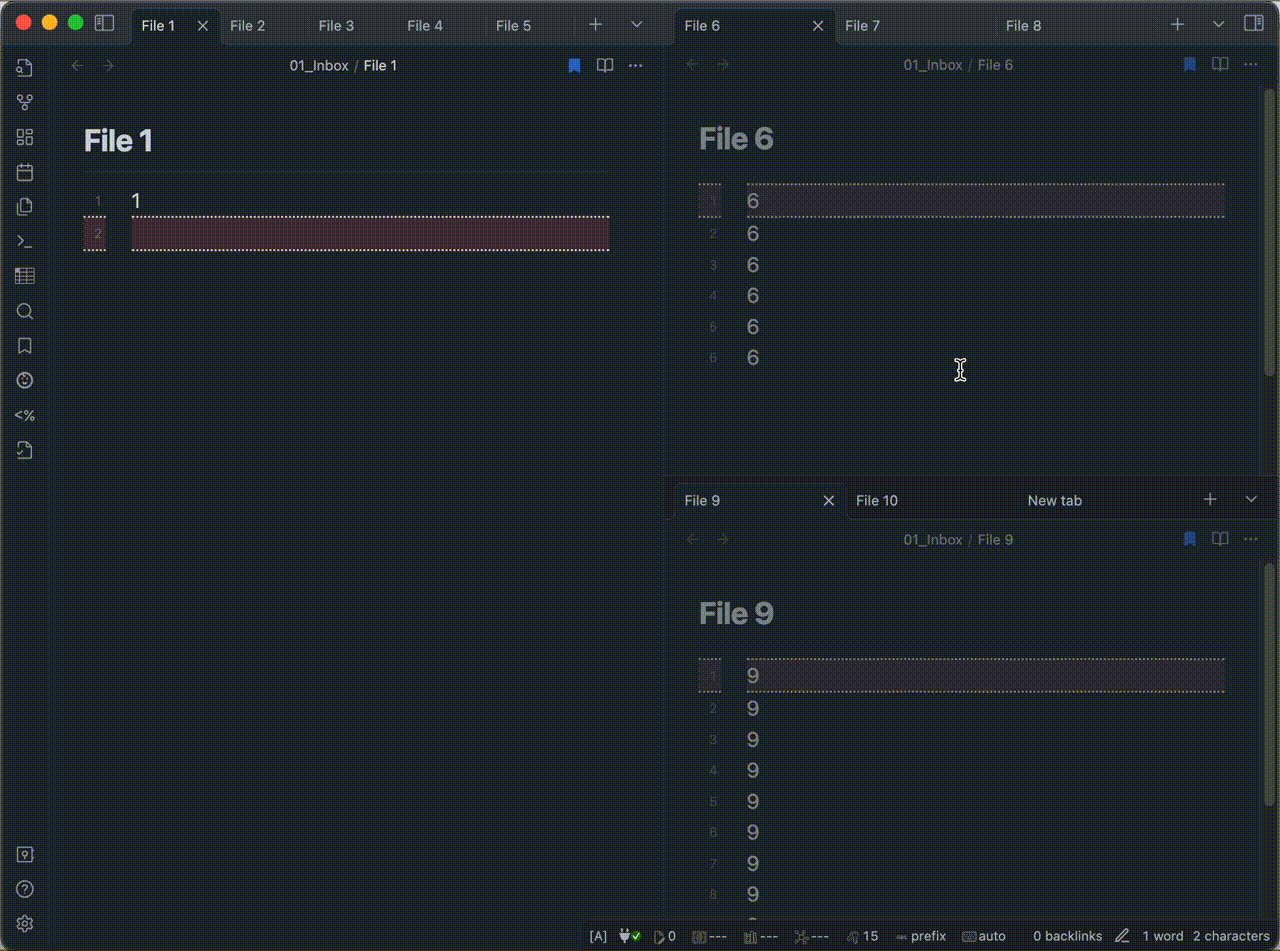 File 1 File 2 File 3 File 4 File 5
01_Inbox / File 1
File 1
1 1
2
File 6 File 7 File 8
01_Inbox / File 6
File 6
1 6
2 6
3 6
4 6
5 6
6 6
File 9 File 10 New tab
01_Inbox / File 9
File 9
1 9
2 9
3 9
4 9
5 9
6 9
7 9
8 9
<%
[A] 0 --- --- --- 15 prefix auto 0 backlinks 1 word 2 characters